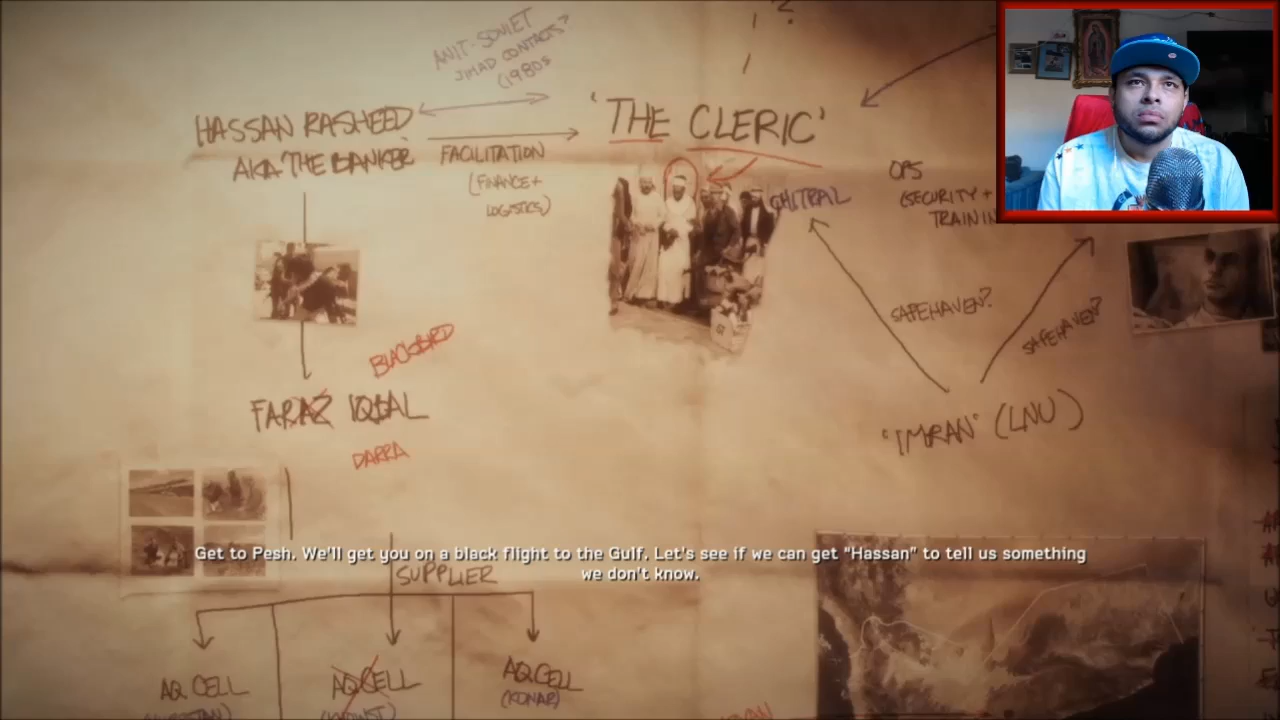 ANIT-SOVIET
JIHAD CONTACTS?
(1980s
?
HASSAN RASHEED
AKA 'THE BANKER
FACILITATION
(FINANCE+
LOGISTICS)
'THE CLERIC'
CHITRAL
OPS
(SECURITY +
TRAININ
SAFEHAVEN?
SAFEHAVEN?
BLACKBIRD
FARAZ IQBAL
DARRA
"IMRAN" (LNU)
Get to Pesh. We'll get you on a black flight to the Gulf. Let's see if we can get "Hassan" to tell us something
we don't know.
SUPPLIER
AQ CELL
AQ CELL
AQ CELL
(KONAR)